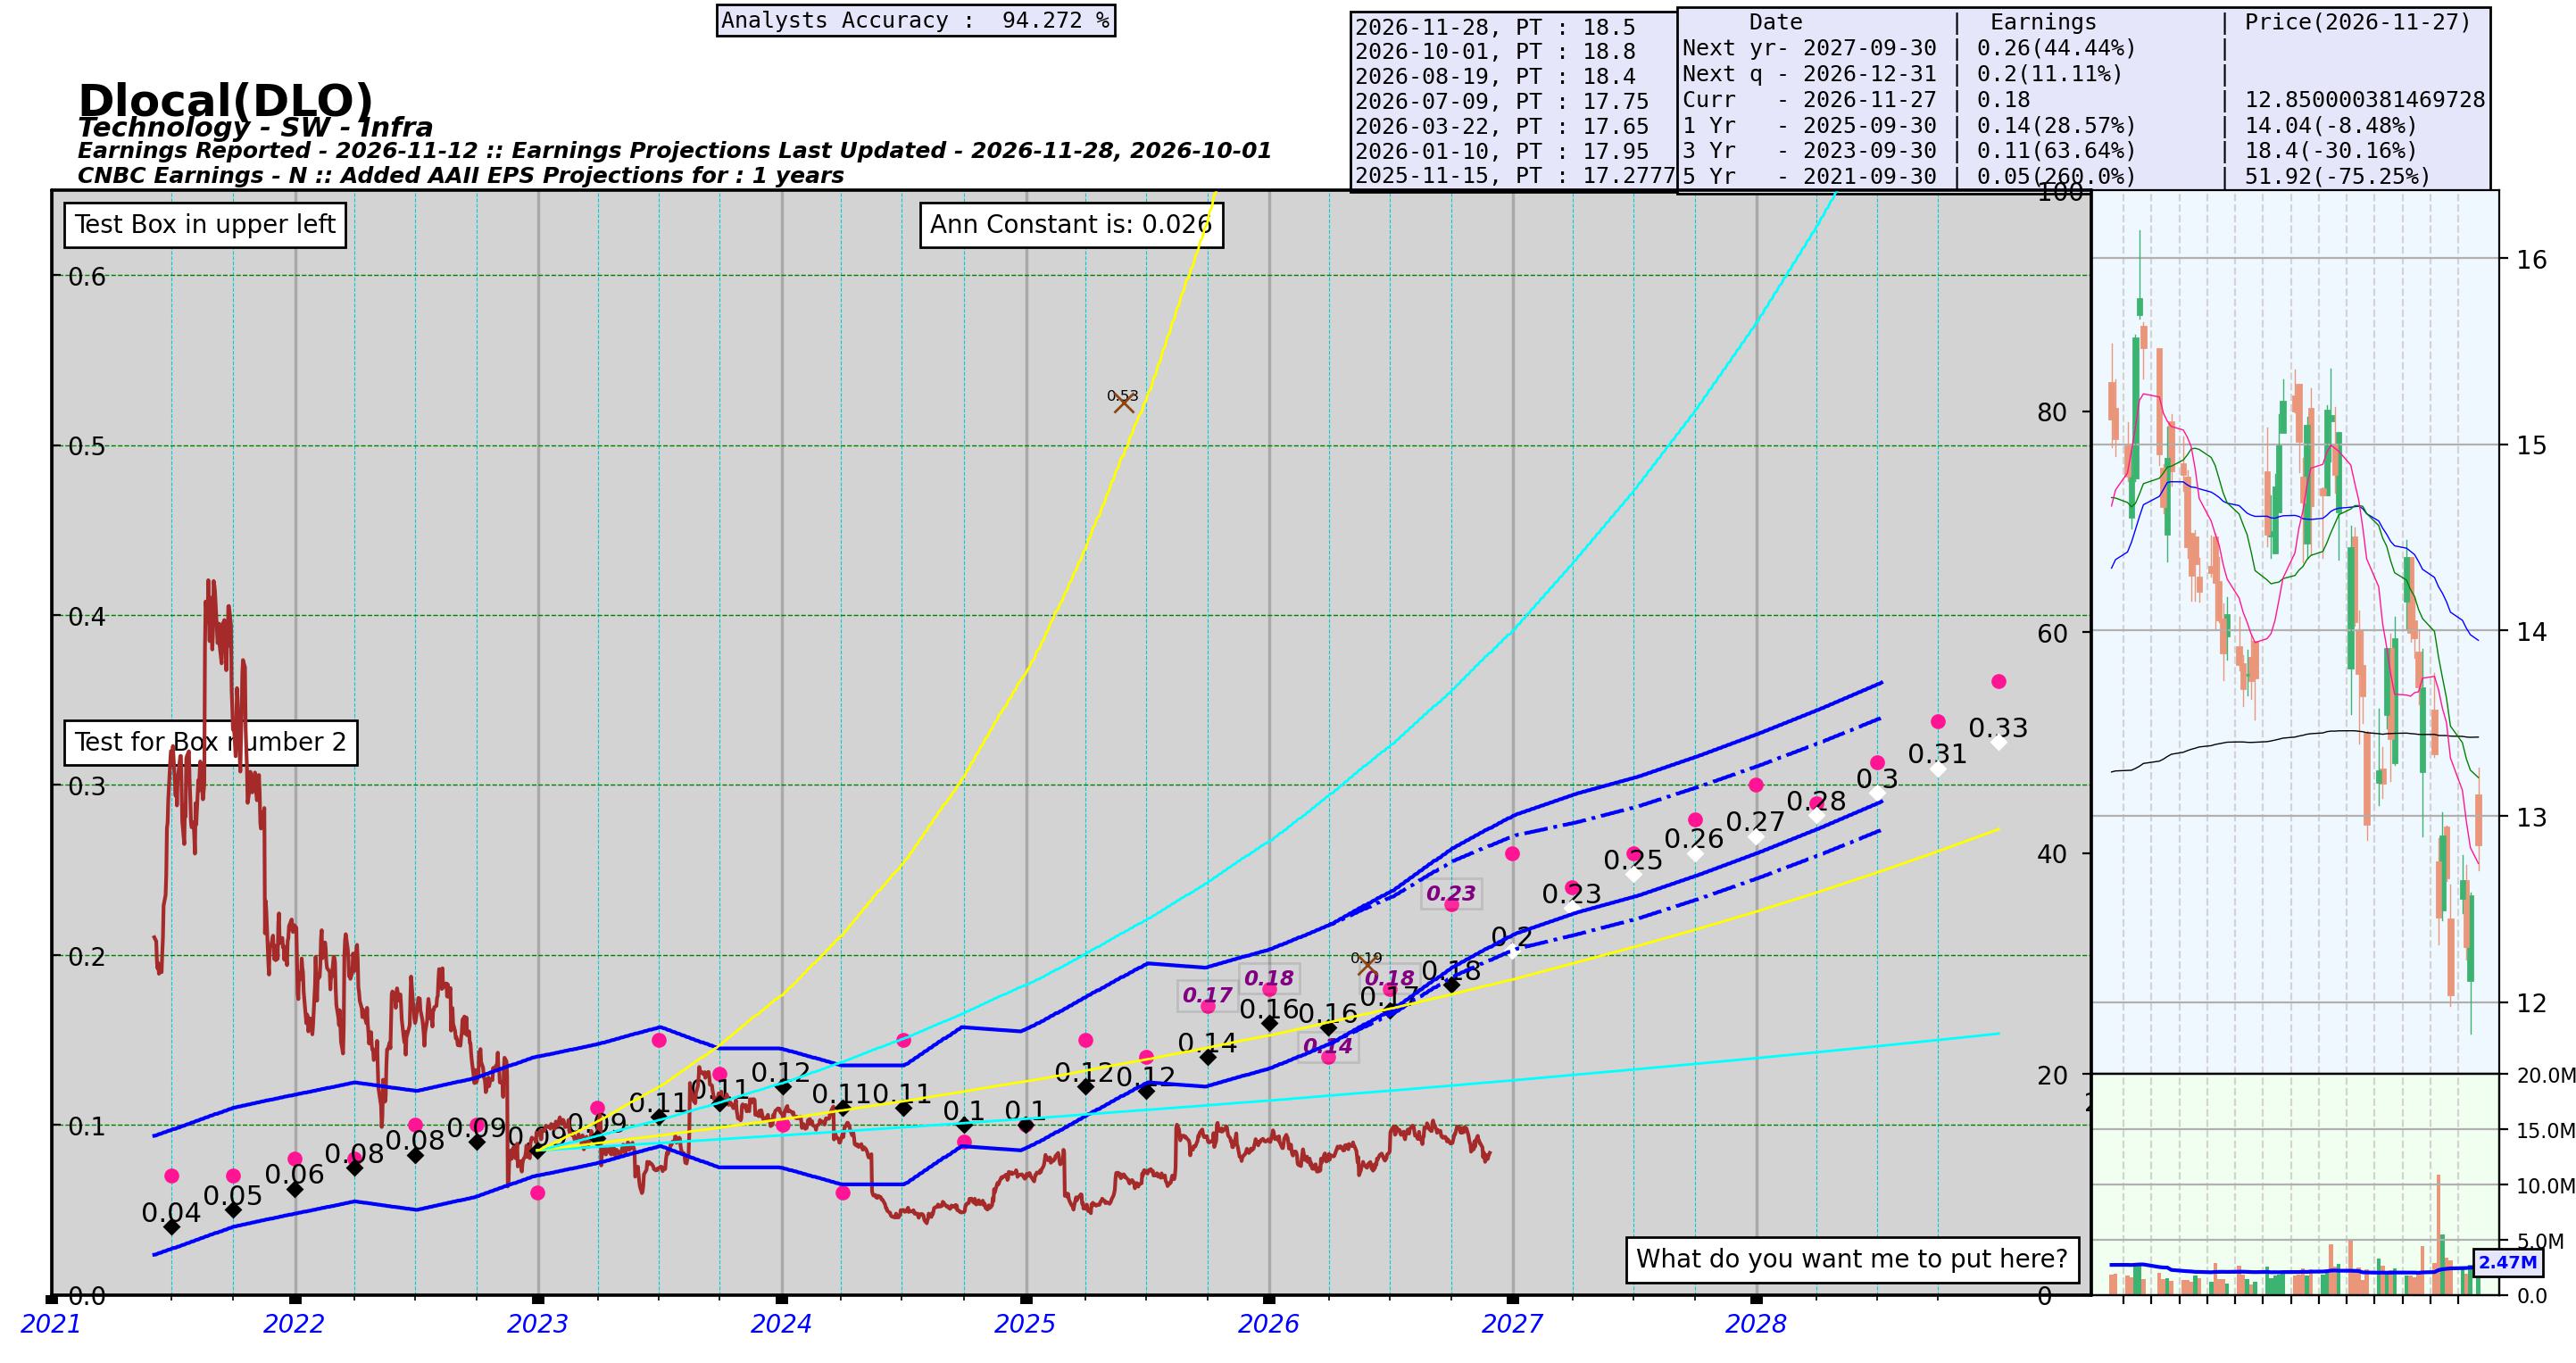 Analysts Accuracy :  94.272 %
2026-11-28, PT : 18.5
2026-10-01, PT : 18.8
2026-08-19, PT : 18.4
2026-07-09, PT : 17.75
2026-03-22, PT : 17.65
2026-01-10, PT : 17.95
2025-11-15, PT : 17.2777
Date | Earnings | Price(2026-11-27)
Next yr- 2027-09-30 | 0.26(44.44%) |
Next q - 2026-12-31 | 0.2(11.11%) |
Curr - 2026-11-27 | 0.18 | 12.850000381469728
1 Yr - 2025-09-30 | 0.14(28.57%) | 14.04(-8.48%)
3 Yr - 2023-09-30 | 0.11(63.64%) | 18.4(-30.16%)
5 Yr - 2021-09-30 | 0.05(260.0%) | 51.92(-75.25%)
Dlocal(DLO)
Technology - SW - Infra
Earnings Reported - 2026-11-12 :: Earnings Projections Last Updated - 2026-11-28, 2026-10-01
CNBC Earnings - N :: Added AAII EPS Projections for : 1 years
Test Box in upper left
Ann Constant is: 0.026
Test for Box number 2
What do you want me to put here?
0.6
0.5
0.4
0.3
0.2
0.1
0.0
100
80
60
40
20
0
16
15
14
13
12
20.0M
15.0M
10.0M
5.0M
2.47M
0.0
0.53
0.19
0.17
0.18
0.14
0.18
0.23
0.04
0.05
0.06
0.08
0.08
0.09
0.09
0.09
0.11
0.11
0.12
0.11
0.11
0.1
0.1
0.12
0.12
0.14
0.16
0.16
0.17
0.18
0.2
0.23
0.25
0.26
0.27
0.28
0.3
0.31
0.33
2021
2022
2023
2024
2025
2026
2027
2028